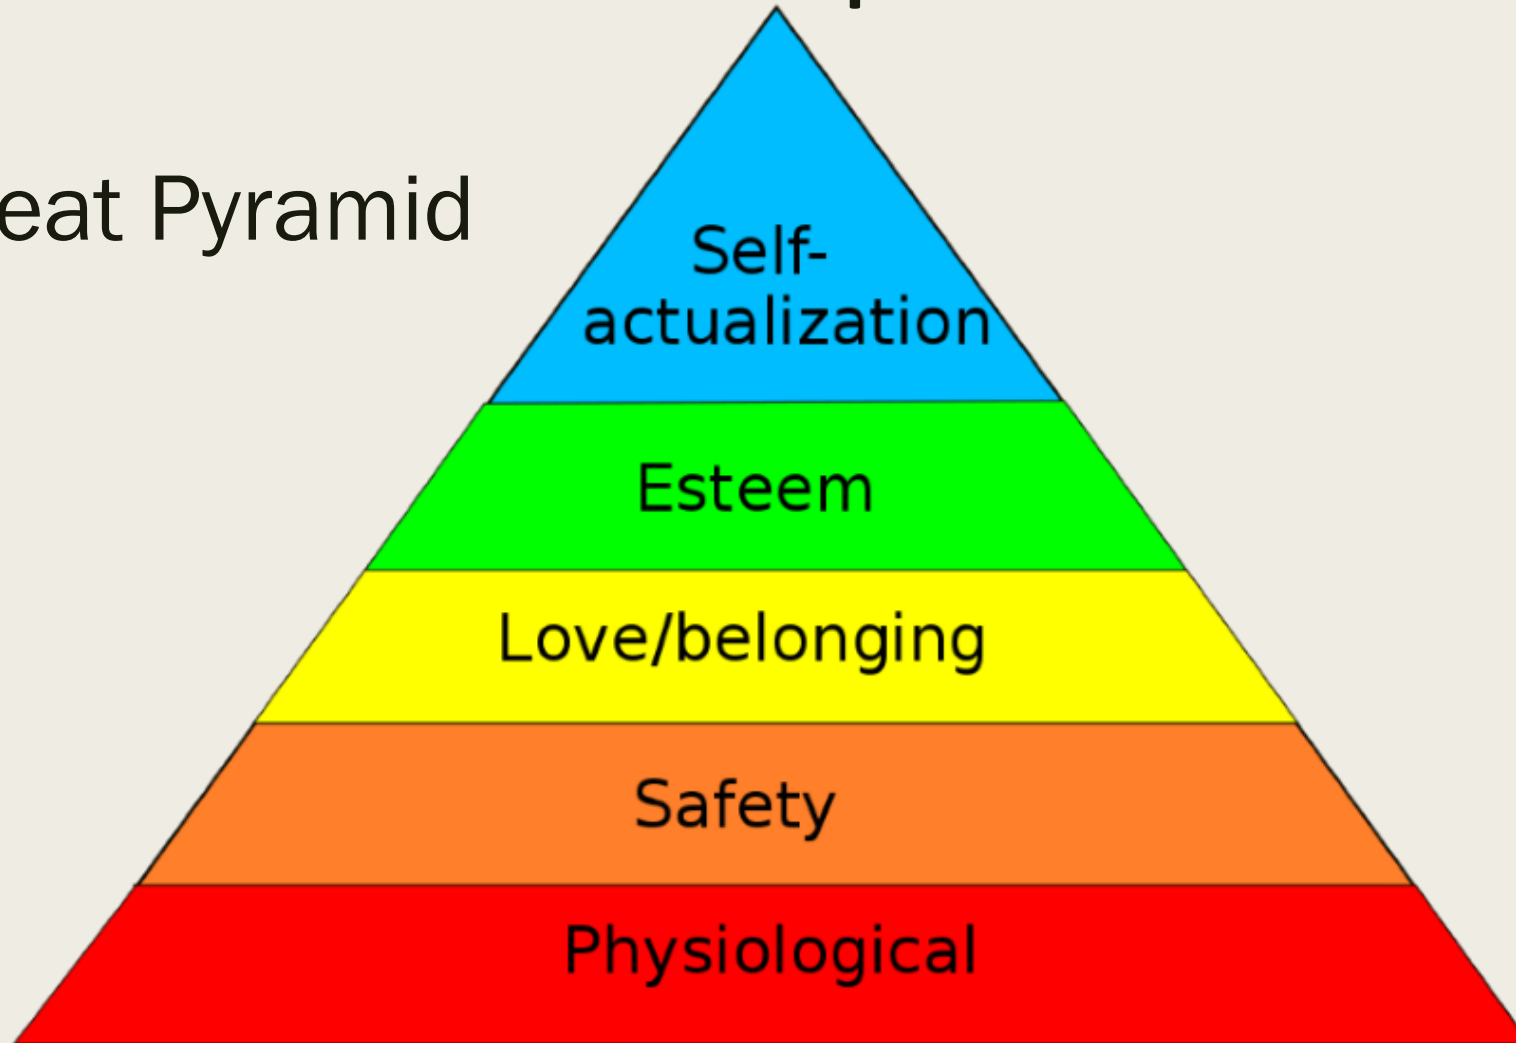 eat Pyramid
Self-
actualization
Esteem
Love/belonging
Safety
Physiological